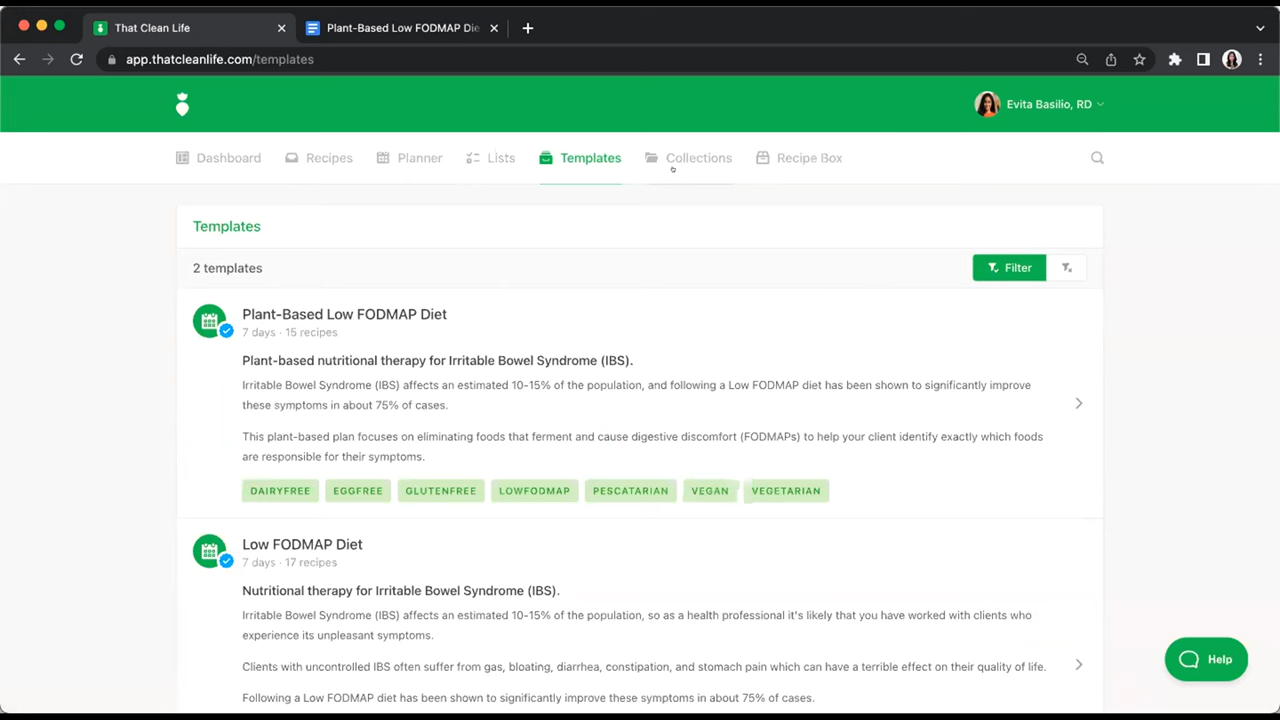 That Clean Life
Plant-Based Low FODMAP Die
app.thatcleanlife.com/templates
Evita Basilio, RD
Dashboard Recipes Planner Lists Templates Collections Recipe Box
Templates
2 templates
Filter
Plant-Based Low FODMAP Diet
7 days · 15 recipes
Plant-based nutritional therapy for Irritable Bowel Syndrome (IBS).
Irritable Bowel Syndrome (IBS) affects an estimated 10-15% of the population, and following a Low FODMAP diet has been shown to significantly improve
these symptoms in about 75% of cases.
This plant-based plan focuses on eliminating foods that ferment and cause digestive discomfort (FODMAPs) to help your client identify exactly which foods
are responsible for their symptoms.
DAIRYFREE EGGFREE GLUTENFREE LOWFODMAP PESCATARIAN VEGAN VEGETARIAN
Low FODMAP Diet
7 days · 17 recipes
Nutritional therapy for Irritable Bowel Syndrome (IBS).
Irritable Bowel Syndrome (IBS) affects an estimated 10-15% of the population, so as a health professional it's likely that you have worked with clients who
experience its unpleasant symptoms.
Clients with uncontrolled IBS often suffer from gas, bloating, diarrhea, constipation, and stomach pain which can have a terrible effect on their quality of life.
Following a Low FODMAP diet has been shown to significantly improve these symptoms in about 75% of cases.
Help